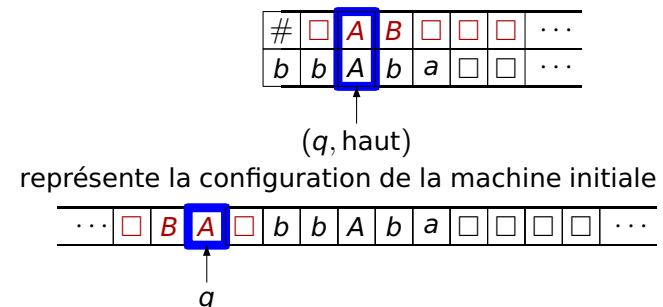 # □ A B □ □ □ ···
b b A b a □ □ ···
(q, haut)
représente la configuration de la machine initiale
··· □ B A □ b b A b a □ □ □ □ ···
q